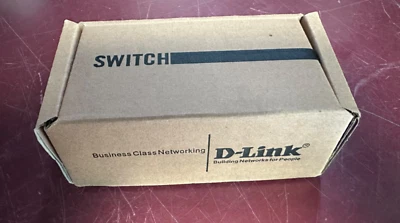 SWITCH
Business Class Networking
D-Link®
Building Networks for People